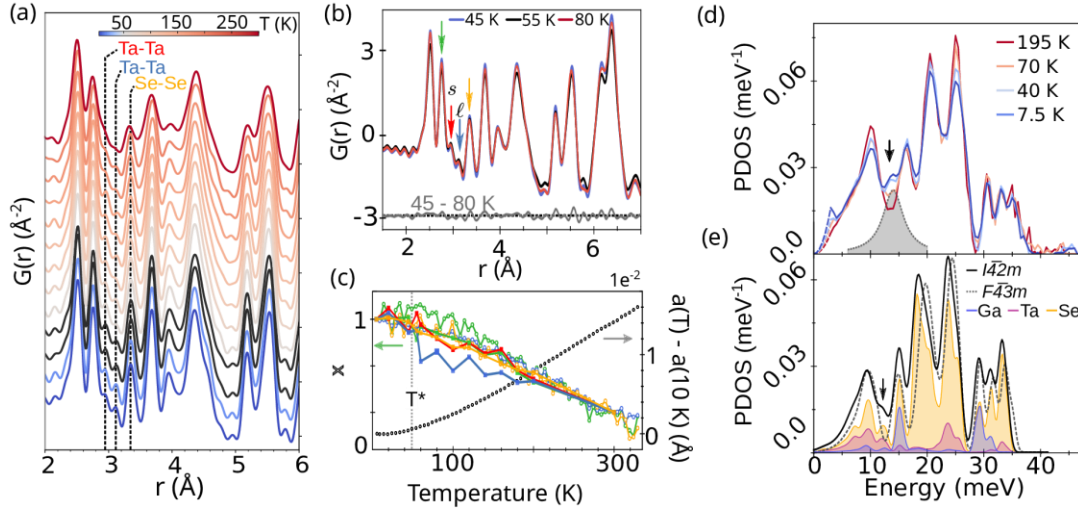 (a)
50 150 250 T (K)
Ta-Ta
Ta-Ta
Se-Se
G(r) (Å-2)
2 3 4 5 6
r (Å)
(b)
45 K 55 K 80 K
s
ℓ
G(r) (Å-2)
3
0
-3
45 - 80 K
2 4 6
r (Å)
(c)
1e-2
1
x
0
T*
1
0
a(T) - a(10 K) (Å)
100 200 300
Temperature (K)
(d)
195 K
70 K
40 K
7.5 K
PDOS (meV-1)
0.06
0.03
0.0
(e)
I4̅2m
F4̅3m
Ga Ta Se
PDOS (meV-1)
0.06
0.03
0.0
0 10 20 30 40
Energy (meV)